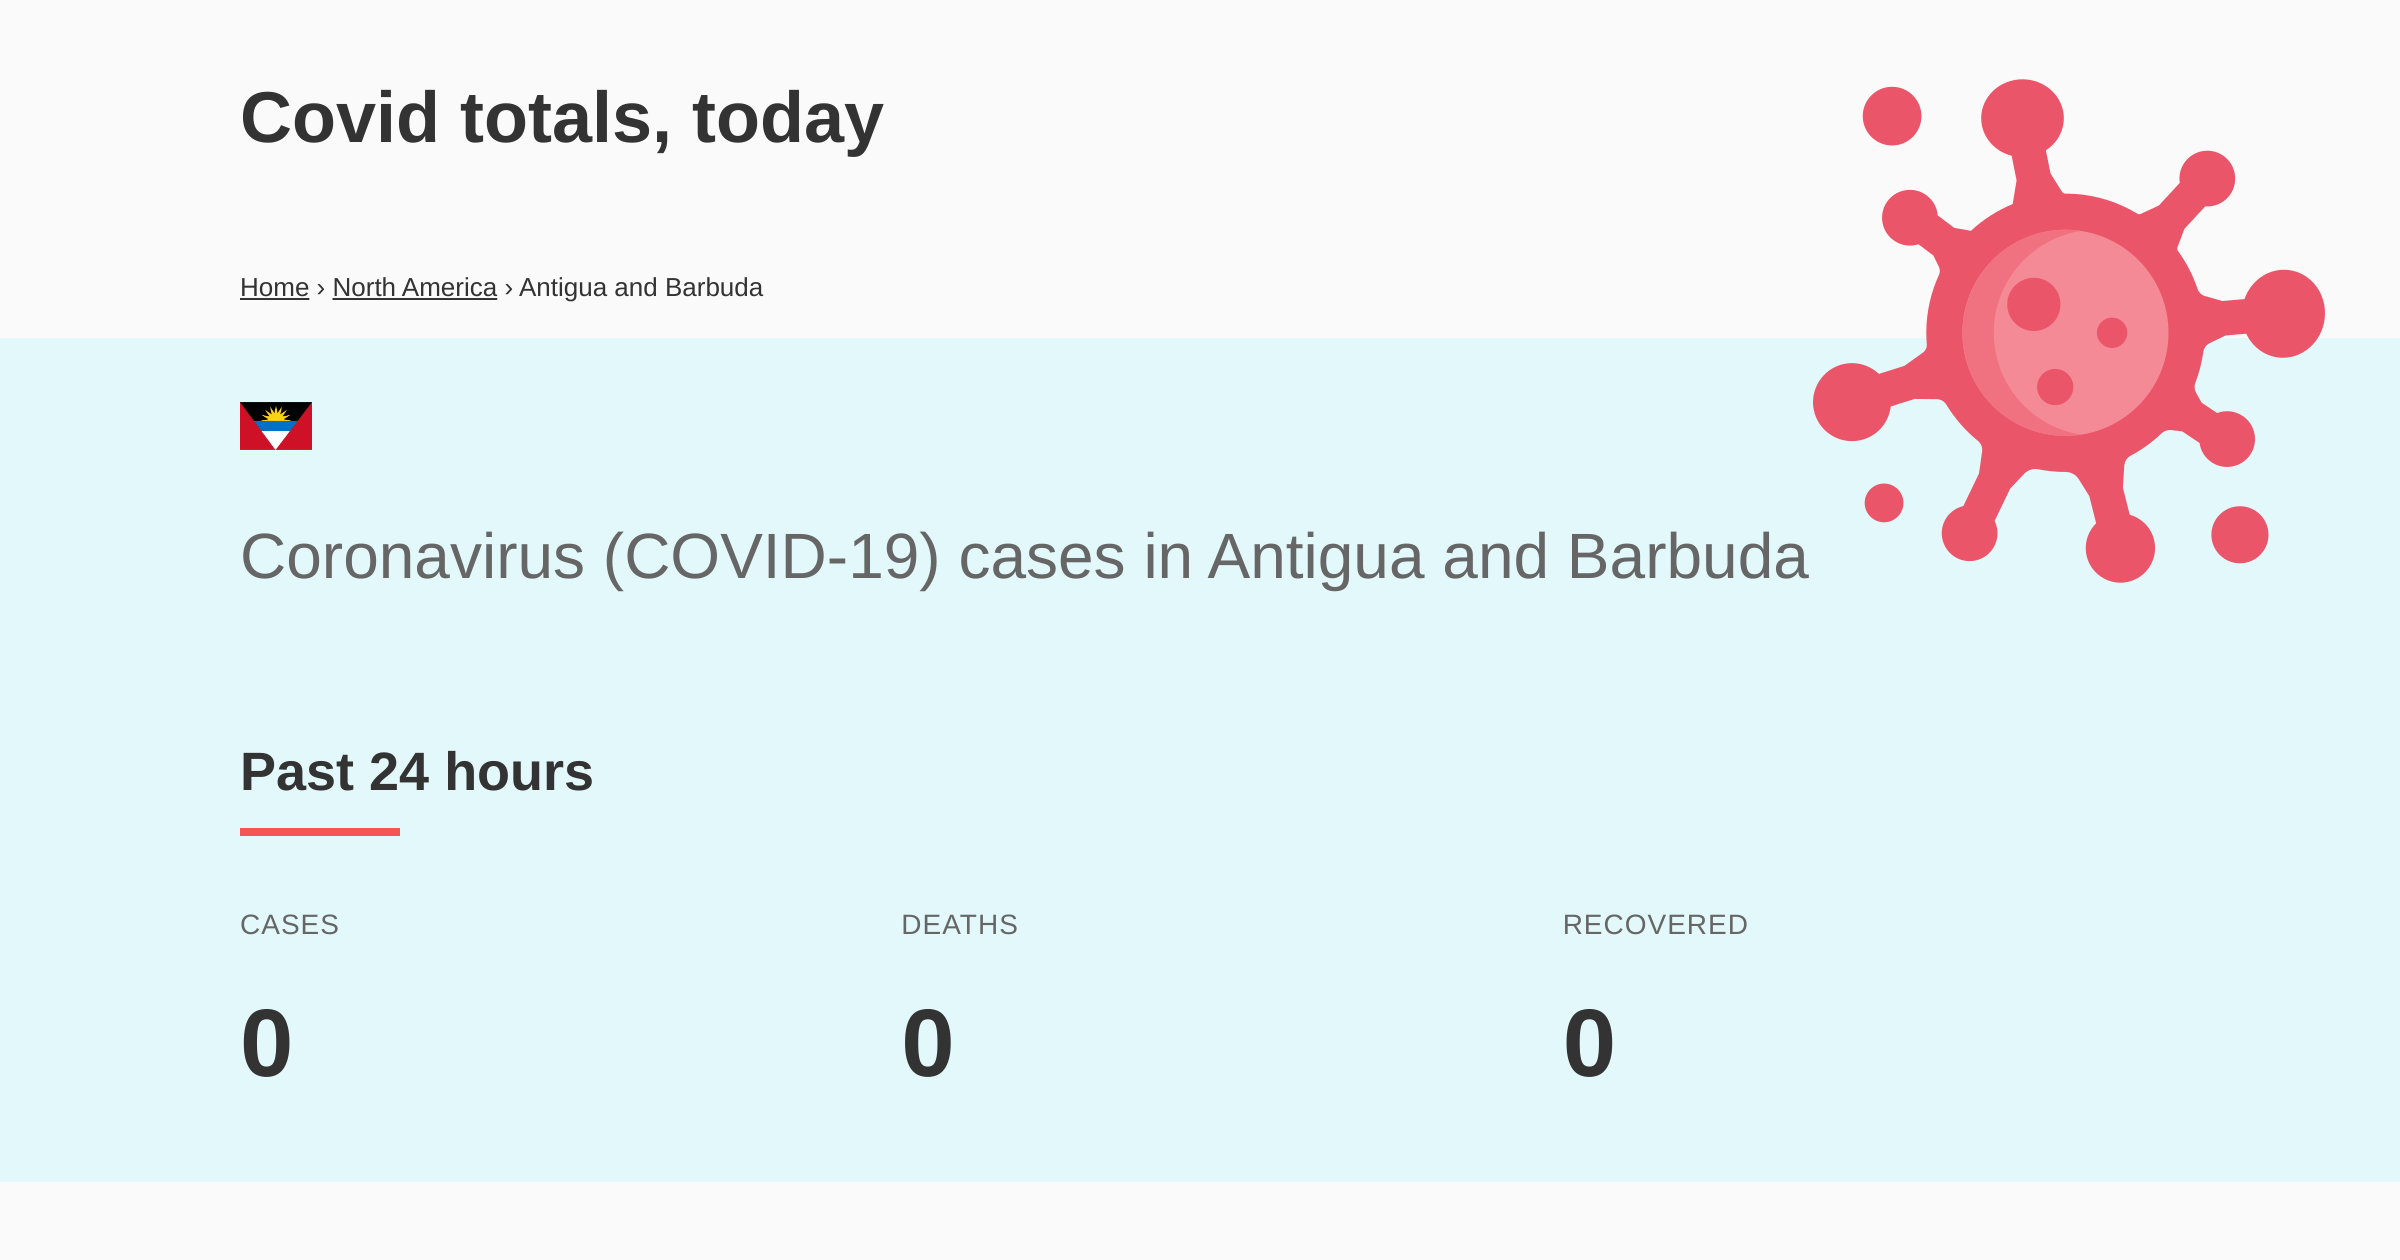 Covid totals, today
Home › North America › Antigua and Barbuda
Coronavirus (COVID-19) cases in Antigua and Barbuda
Past 24 hours
CASES DEATHS RECOVERED
0 0 0